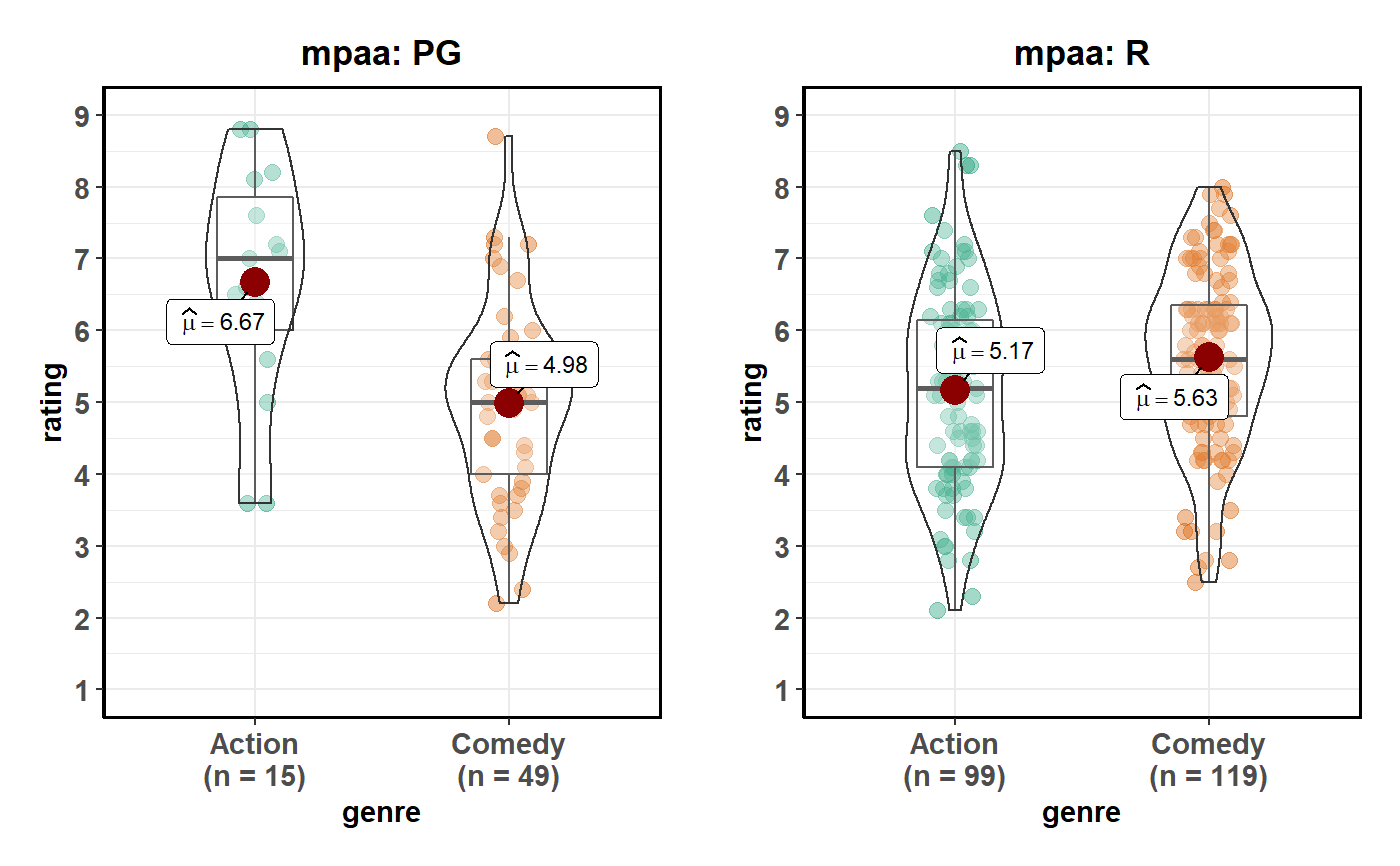 mpaa: PG
9
8
7
6
5
4
3
2
1
rating
μ̂ = 6.67
μ̂ = 4.98
Action
(n = 15)
Comedy
(n = 49)
genre
mpaa: R
9
8
7
6
5
4
3
2
1
rating
μ̂ = 5.17
μ̂ = 5.63
Action
(n = 99)
Comedy
(n = 119)
genre